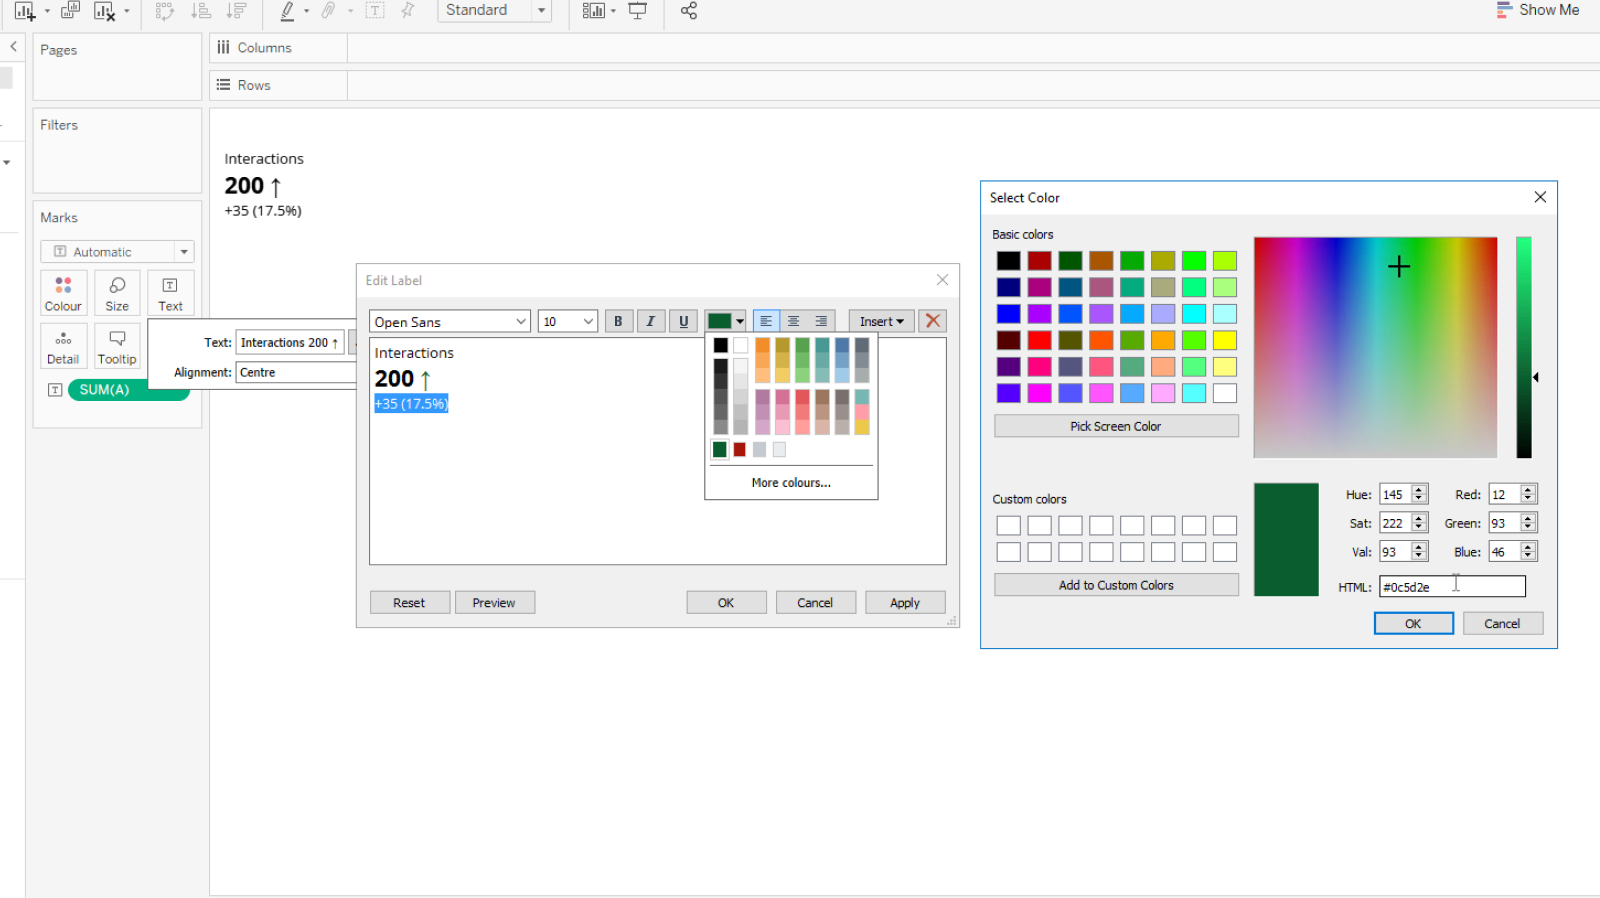 Standard
Show Me
Pages
Columns
Rows
Filters
Interactions
200 ↑
+35 (17.5%)
Marks
Automatic
Colour
Size
Text
Detail
Tooltip
SUM(A)
Text: Interactions 200 ↑
Alignment: Centre
Edit Label
Open Sans
10
B
I
U
Insert
Interactions
200 ↑
+35 (17.5%)
More colours...
Reset
Preview
OK
Cancel
Apply
Select Color
Basic colors
Pick Screen Color
Custom colors
Add to Custom Colors
Hue: 145
Red: 12
Sat: 222
Green: 93
Val: 93
Blue: 46
HTML: #0c5d2e
OK
Cancel